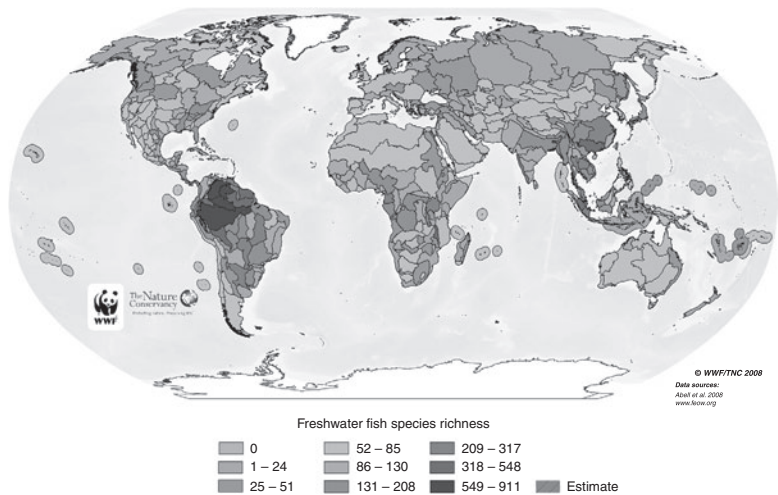 WWF
The Nature
Conservancy
© WWF/TNC 2008
Data sources:
Abell et al. 2008
www.feow.org
Freshwater fish species richness
0 52 – 85 209 – 317
1 – 24 86 – 130 318 – 548
25 – 51 131 – 208 549 – 911 Estimate